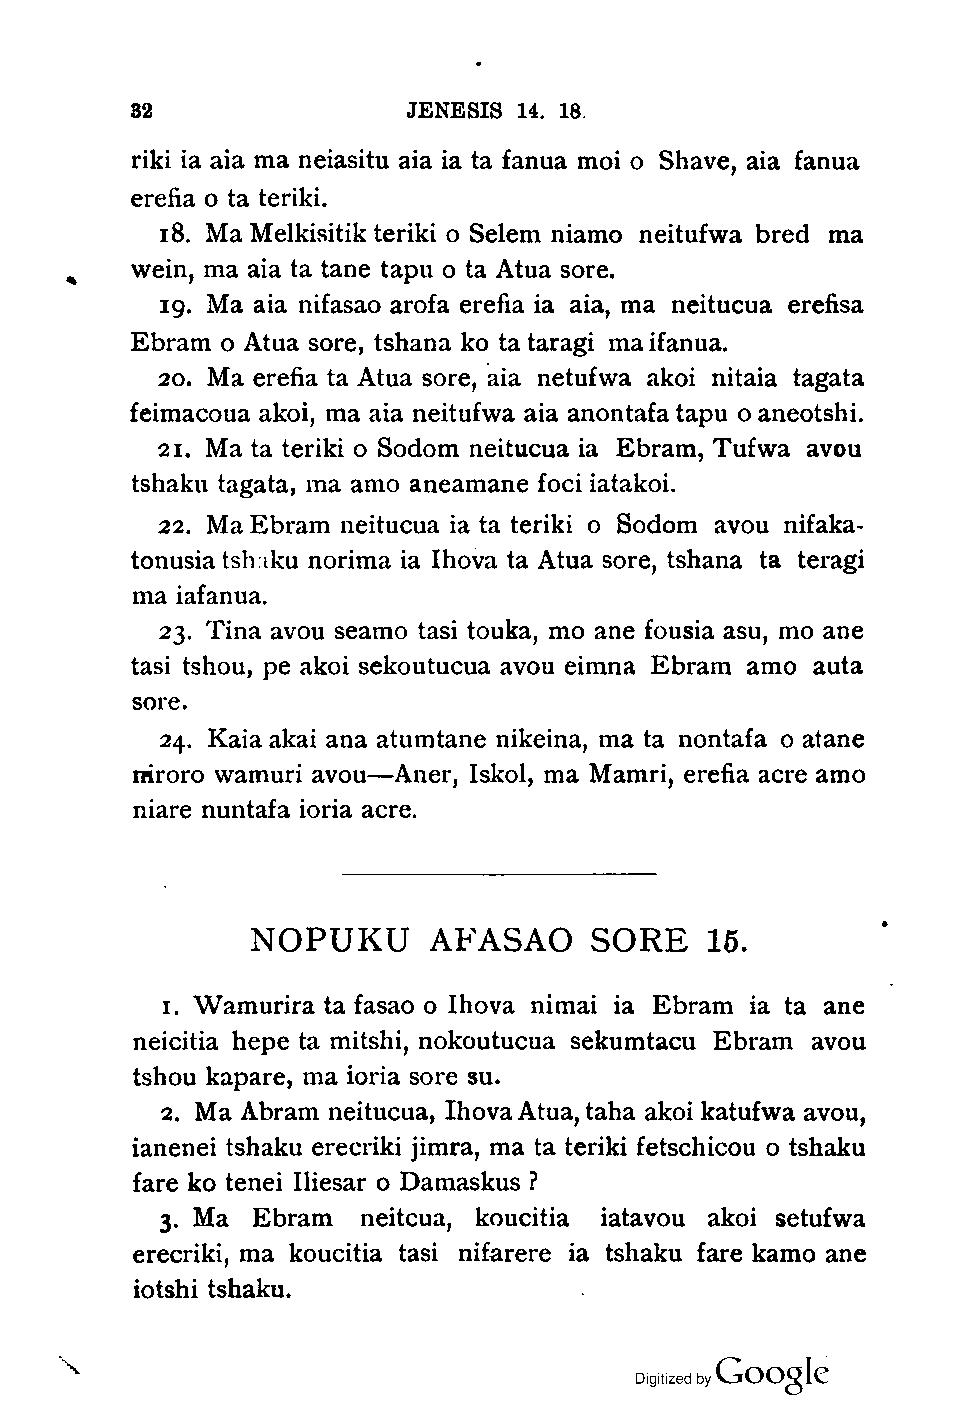 32 JENESIS 14. 18.
riki ia aia ma neiasitu aia ia ta fanua moi o Shave, aia fanua
erefia o ta teriki.
18. Ma Melkisitik teriki o Selem niamo neitufwa bred ma
wein, ma aia ta tane tapu o ta Atua sore.
19. Ma aia nifasao arofa erefia ia aia, ma neitucua erefisa
Ebram o Atua sore, tshana ko ta taragi ma ifanua.
20. Ma erefia ta Atua sore, aia netufwa akoi nitaia tagata
feimacoua akoi, ma aia neitufwa aia anontafa tapu o aneotshi.
21. Ma ta teriki o Sodom neitucua ia Ebram, Tufwa avou
tshaku tagata, ma amo aneamane foci iatakoi.
22. Ma Ebram neitucua ia ta teriki o Sodom avou nifaka-
tonusia tshaku norima ia Ihova ta Atua sore, tshana ta teragi
ma iafanua.
23. Tina avou seamo tasi touka, mo ane fousia asu, mo ane
tasi tshou, pe akoi sekoutucua avou eimna Ebram amo auta
sore.
24. Kaia akai ana atumtane nikeina, ma ta nontafa o atane
miroro wamuri avou—Aner, Iskol, ma Mamri, erefia acre amo
niare nuntafa ioria acre.
NOPUKU AFASAO SORE 15.
1. Wamurira ta fasao o Ihova nimai ia Ebram ia ta ane
neicitia hepe ta mitshi, nokoutucua sekumtacu Ebram avou
tshou kapare, ma ioria sore su.
2. Ma Abram neitucua, Ihova Atua, taha akoi katufwa avou,
ianenei tshaku erecriki jimra, ma ta teriki fetschicou o tshaku
fare ko tenei Iliesar o Damaskus ?
3. Ma Ebram neitcua, koucitia iatavou akoi setufwa
erecriki, ma koucitia tasi nifarere ia tshaku fare kamo ane
iotshi tshaku.
Digitized by Google